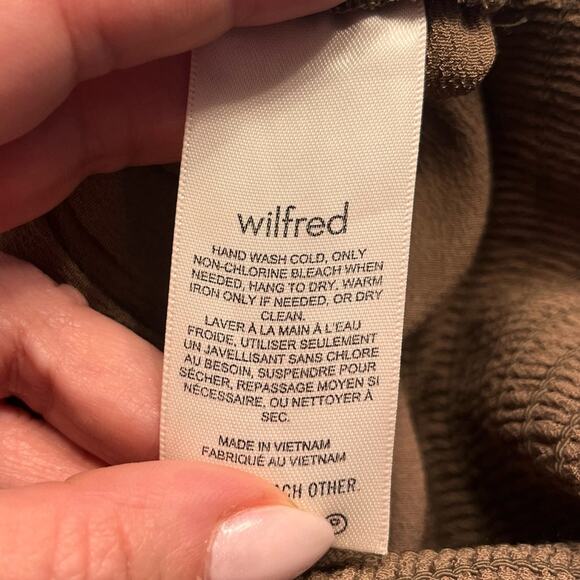 wilfred
HAND WASH COLD, ONLY
NON-CHLORINE BLEACH WHEN
NEEDED, HANG TO DRY, WARM
IRON ONLY IF NEEDED, OR DRY
CLEAN.
LAVER À LA MAIN À L'EAU
FROIDE, UTILISER SEULEMENT
UN JAVELLISANT SANS CHLORE
AU BESOIN, SUSPENDRE POUR
SÉCHER, REPASSAGE MOYEN SI
NÉCESSAIRE, OU NETTOYER À
SEC.
MADE IN VIETNAM
FABRIQUÉ AU VIETNAM
OTHER.